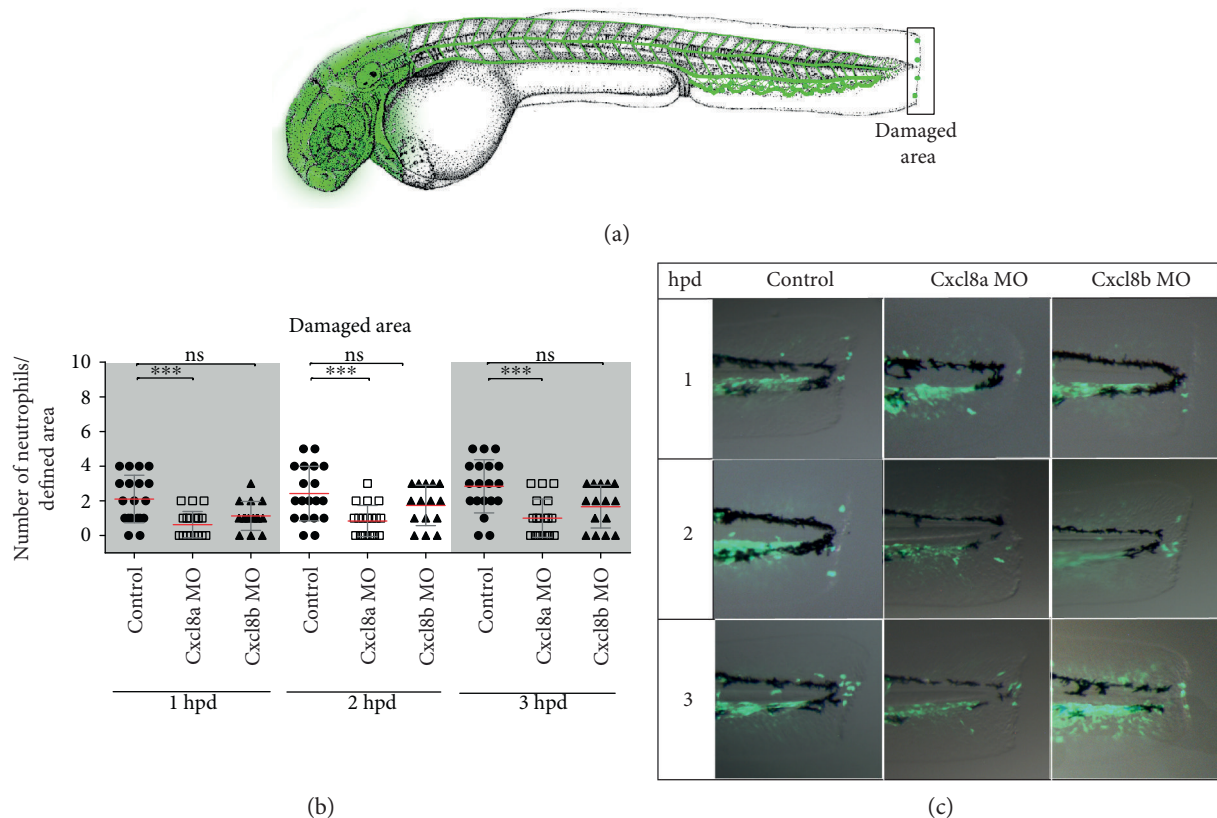 Damaged
area
(a)
Damaged area
Number of neutrophils/
defined area
10
8
6
4
2
0
ns
***
ns
***
ns
***
Control
Cxcl8a MO
Cxcl8b MO
Control
Cxcl8a MO
Cxcl8b MO
Control
Cxcl8a MO
Cxcl8b MO
1 hpd
2 hpd
3 hpd
(b)
hpd Control Cxcl8a MO Cxcl8b MO
1
2
3
(c)